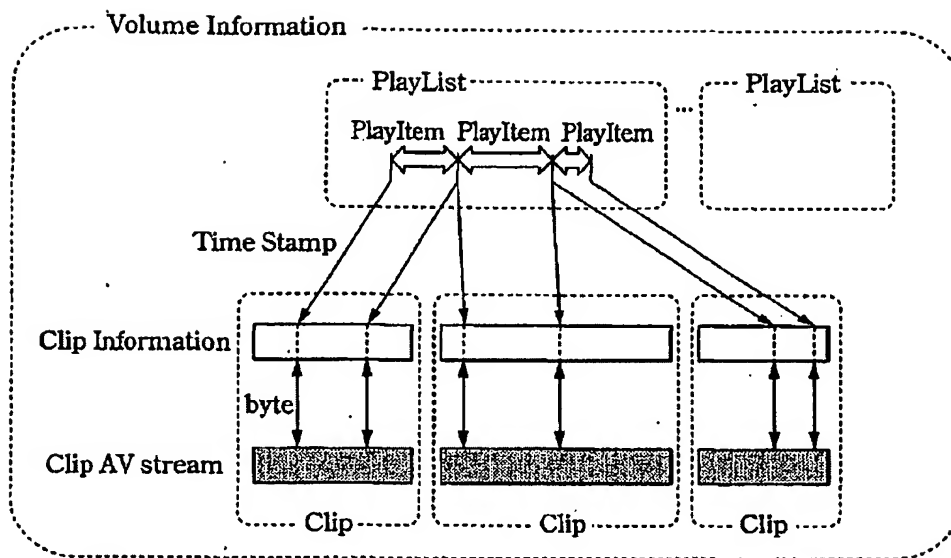 Volume Information
PlayList
...
PlayList
PlayItem PlayItem PlayItem
Time Stamp
Clip Information
byte
Clip AV stream
Clip
Clip
Clip